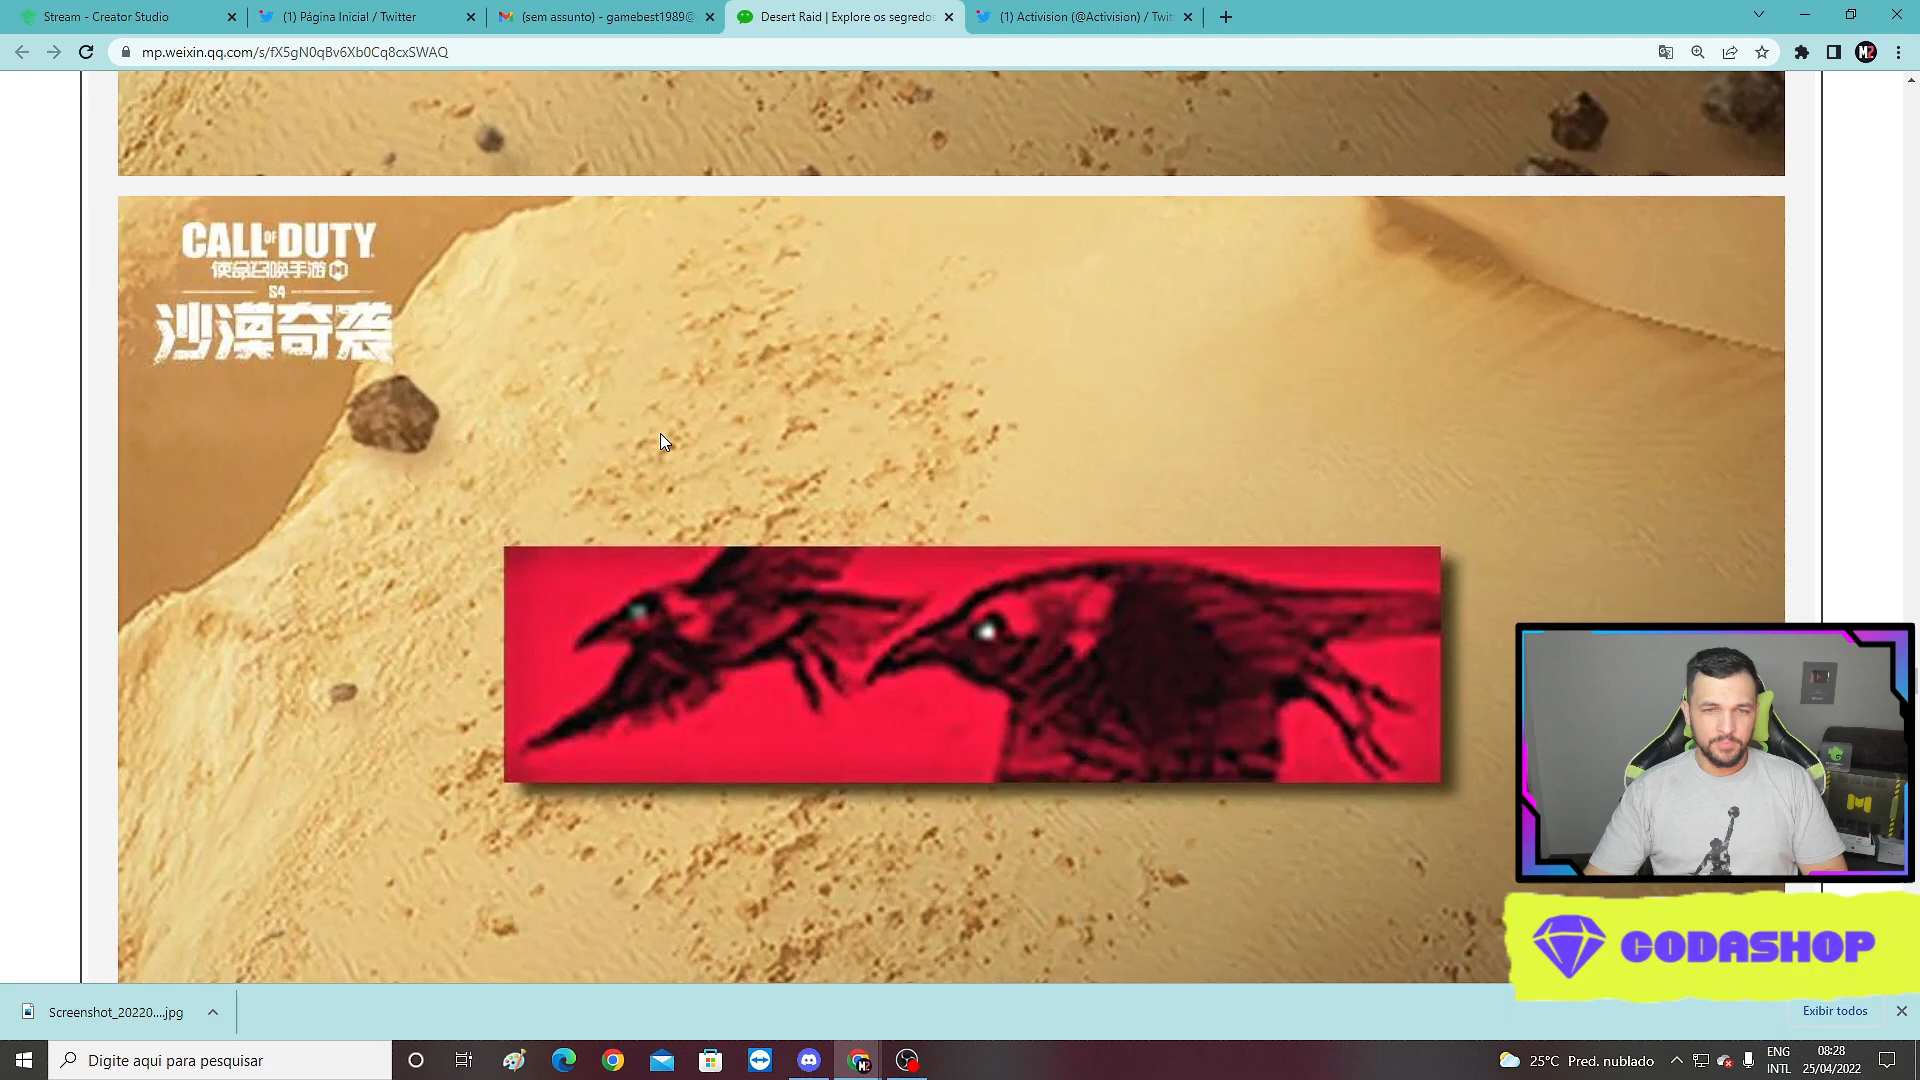 Stream - Creator Studio
(1) Página Inicial / Twitter
(sem assunto) - gamebest1989@
Desert Raid | Explore os segredos
(1) Activision (@Activision) / Twit
mp.weixin.qq.com/s/fX5gN0qBv6Xb0Cq8cxSWAQ
CALL OF DUTY
使命召唤手游
S4
沙漠奇袭
CODASHOP
Screenshot_20220....jpg
Exibir todos
Digite aqui para pesquisar
25°C Pred. nublado
ENG
INTL
08:28
25/04/2022